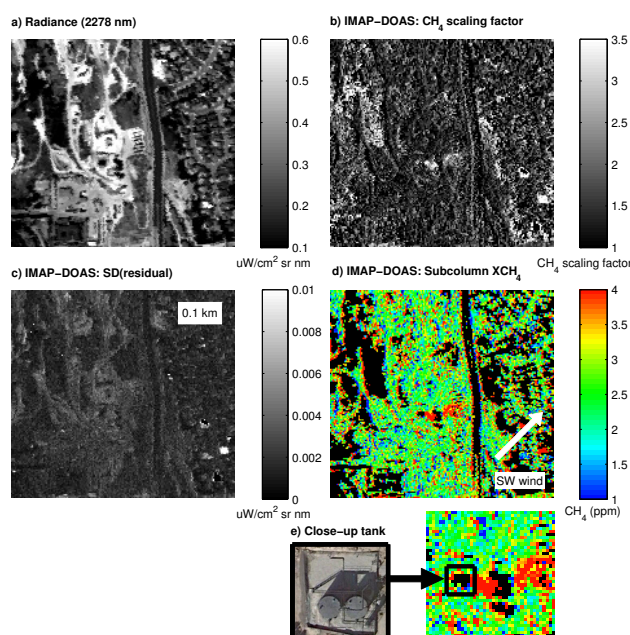 a) Radiance (2278 nm)
0.6
0.5
0.4
0.3
0.2
0.1
uW/cm² sr nm
b) IMAP−DOAS: CH₄ scaling factor
3.5
3
2.5
2
1.5
1
CH₄ scaling factor
c) IMAP−DOAS: SD(residual)
0.1 km
0.01
0.008
0.006
0.004
0.002
0
uW/cm² sr nm
d) IMAP−DOAS: Subcolumn XCH₄
SW wind
4
3.5
3
2.5
2
1.5
1
CH₄ (ppm)
e) Close−up tank